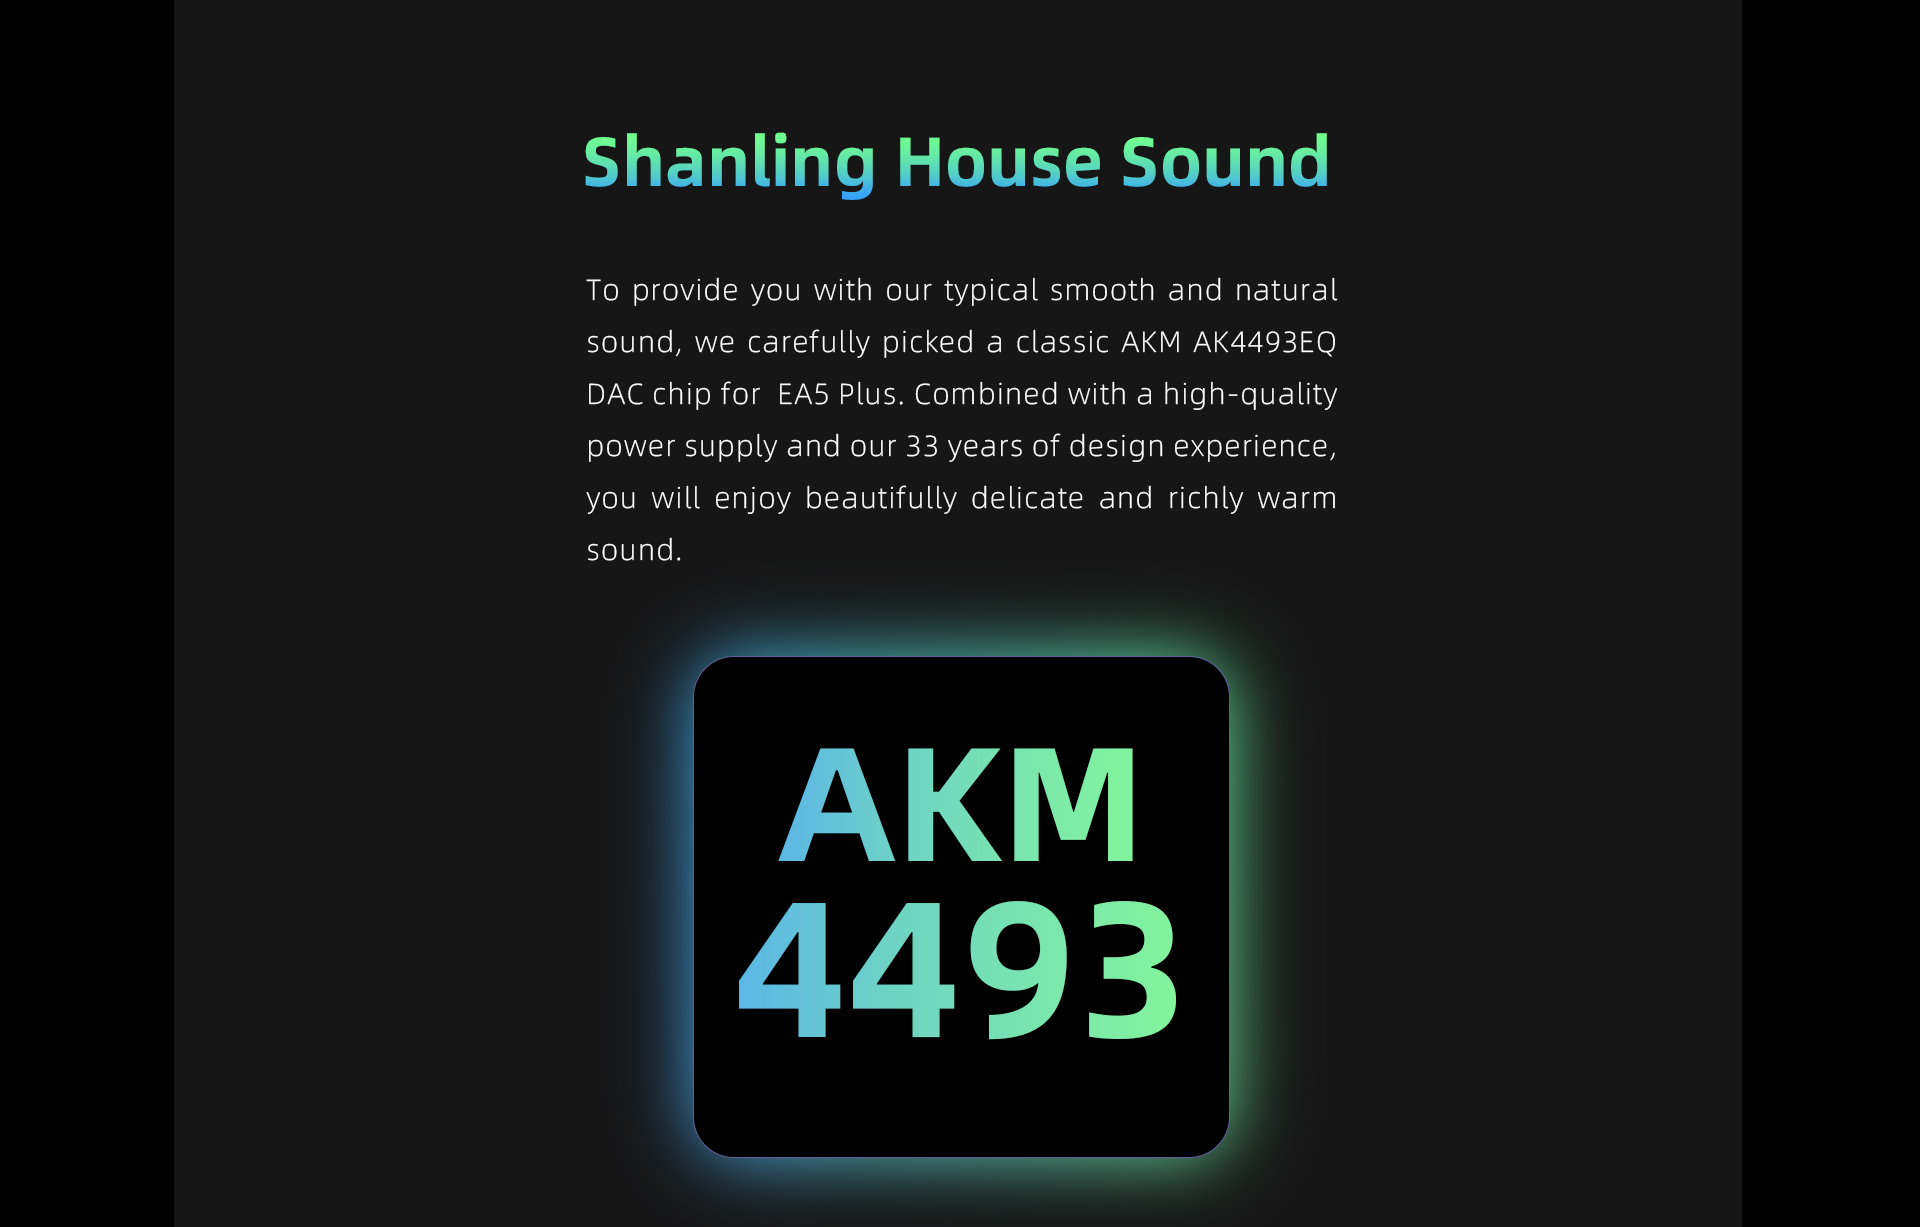 Shanling House Sound
To provide you with our typical smooth and natural
sound, we carefully picked a classic AKM AK4493EQ
DAC chip for  EA5 Plus. Combined with a high-quality
power supply and our 33 years of design experience,
you will enjoy beautifully delicate and richly warm
sound.
AKM
4493